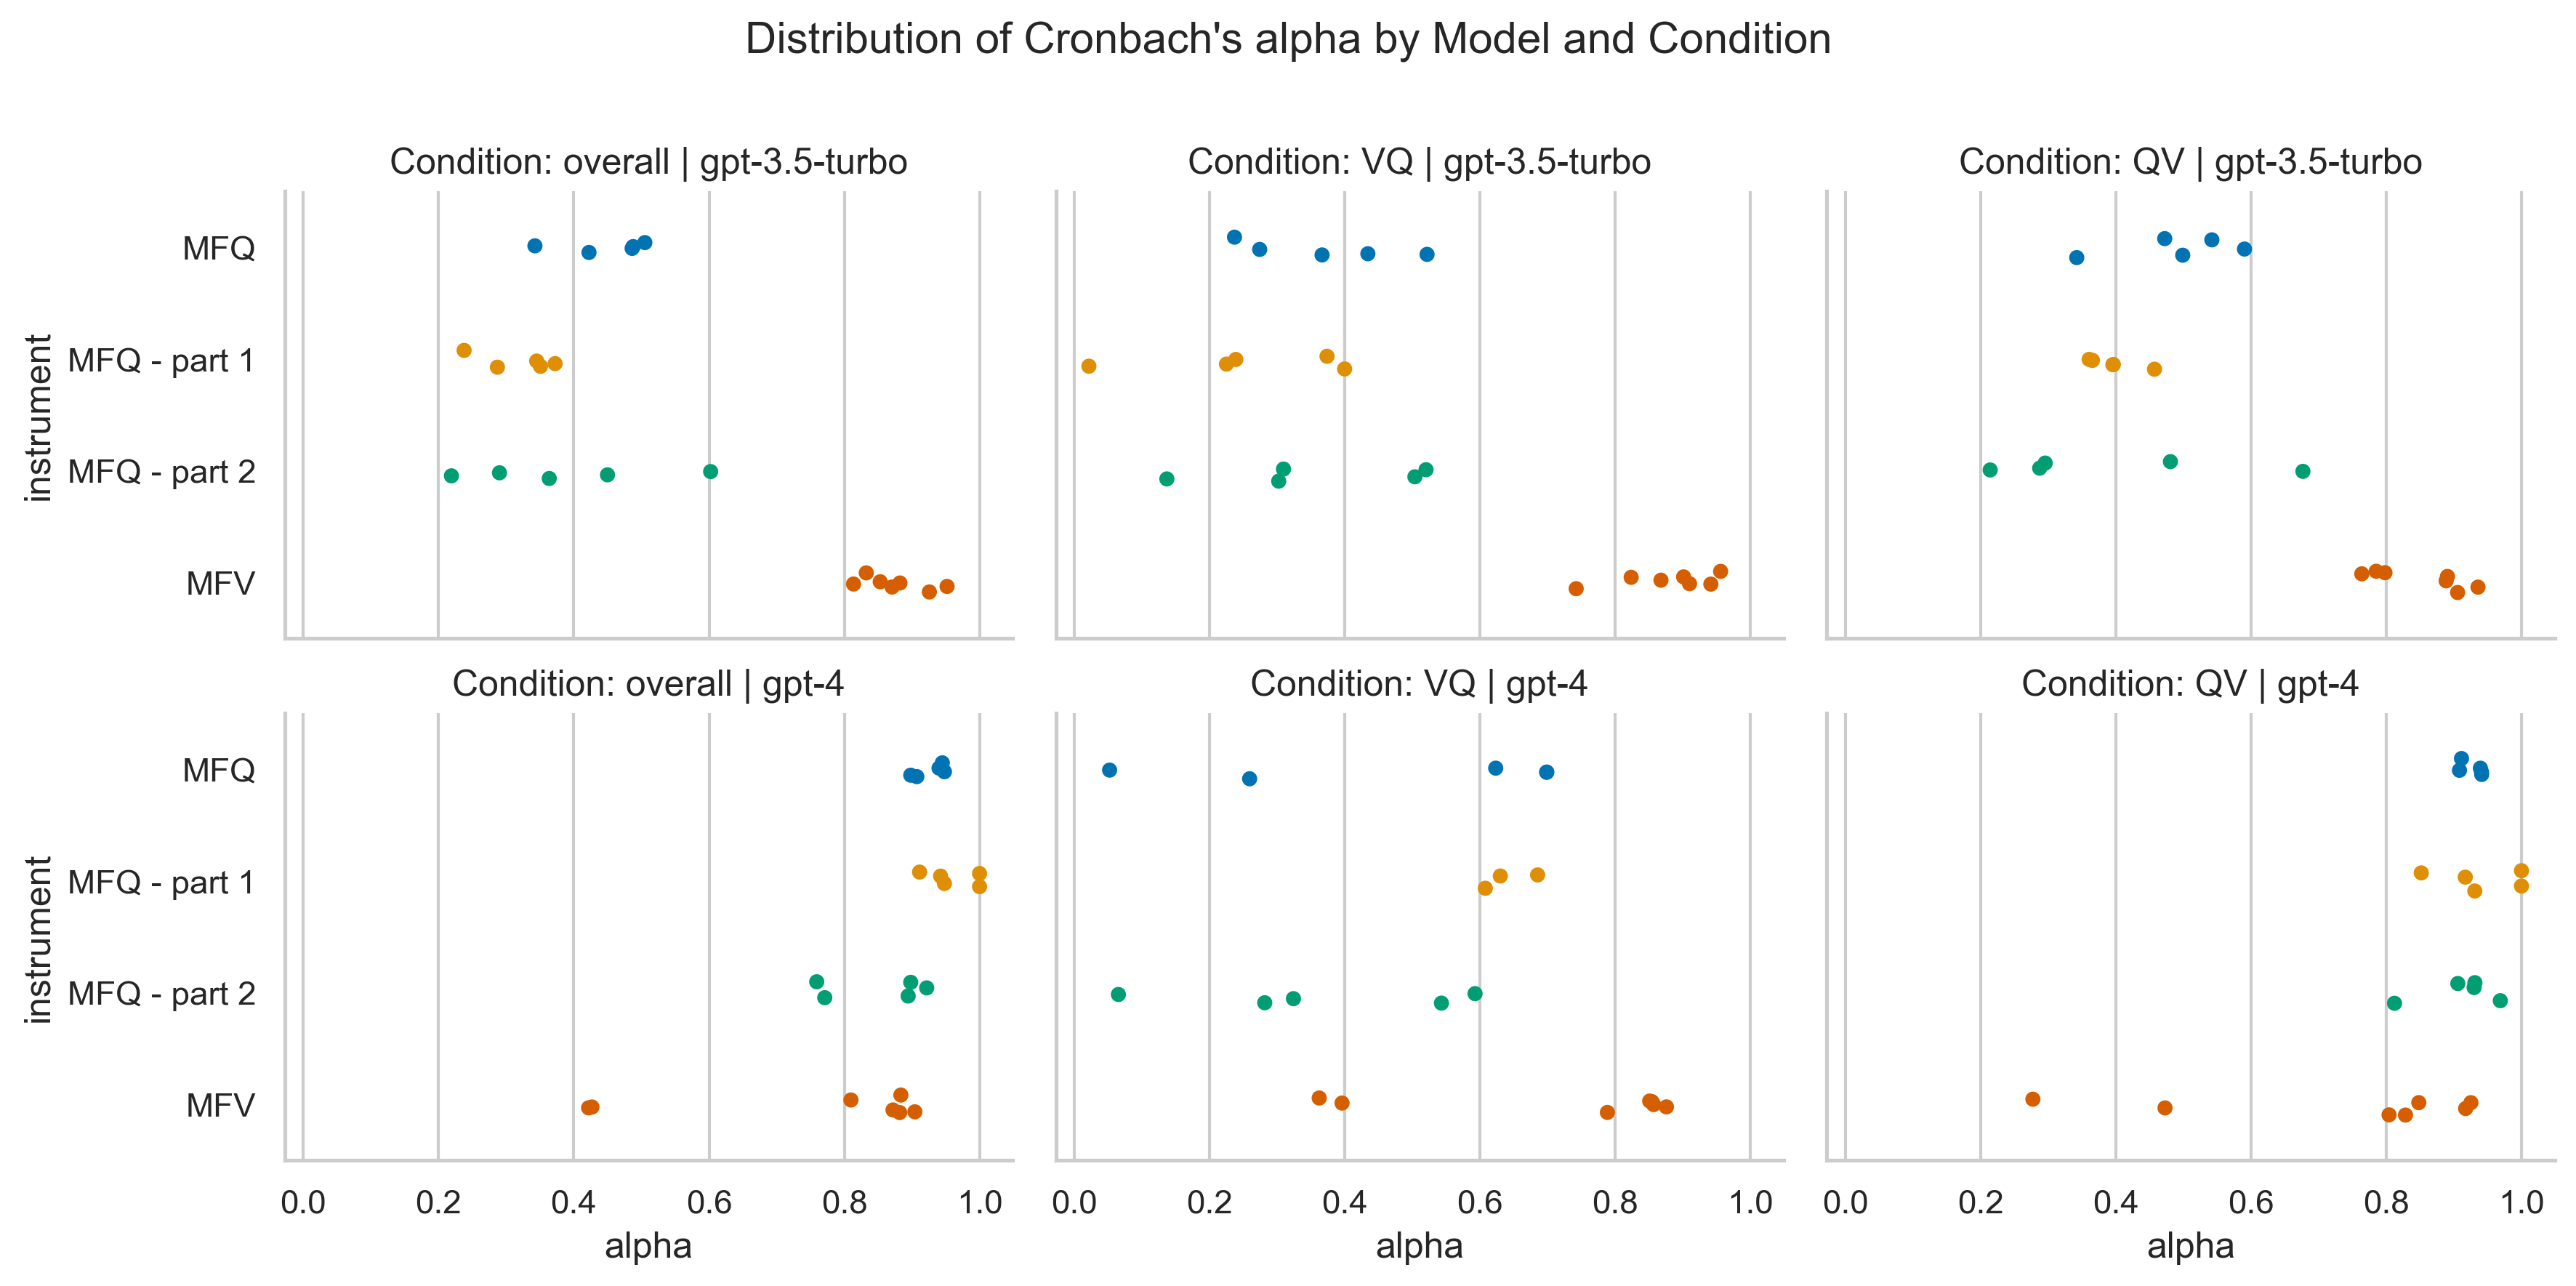 Distribution of Cronbach's alpha by Model and Condition
Condition: overall | gpt-3.5-turbo
Condition: VQ | gpt-3.5-turbo
Condition: QV | gpt-3.5-turbo
instrument
MFQ
MFQ - part 1
MFQ - part 2
MFV
Condition: overall | gpt-4
Condition: VQ | gpt-4
Condition: QV | gpt-4
instrument
MFQ
MFQ - part 1
MFQ - part 2
MFV
0.0 0.2 0.4 0.6 0.8 1.0
0.0 0.2 0.4 0.6 0.8 1.0
0.0 0.2 0.4 0.6 0.8 1.0
alpha
alpha
alpha